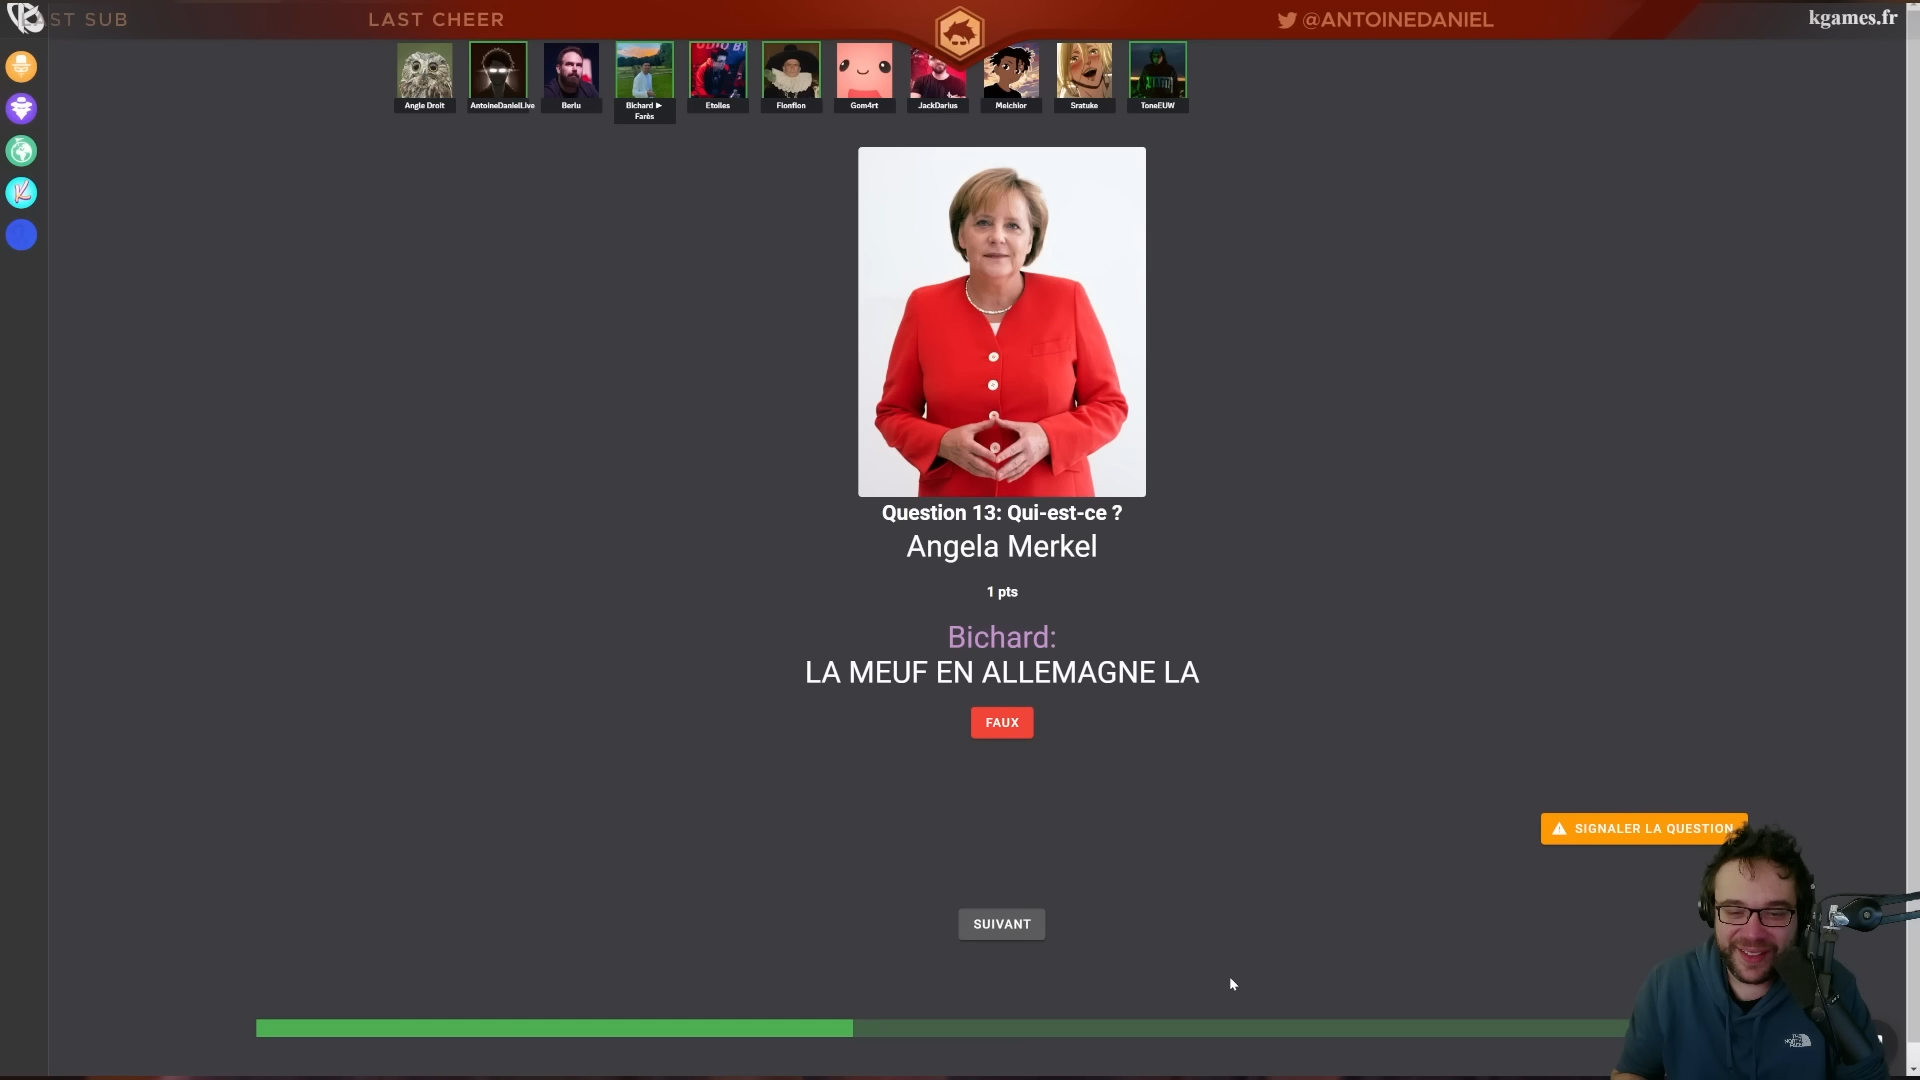 ST SUB
LAST CHEER
@ANTOINEDANIEL
kgames.fr
Angle Droit
AntoineDanielLive
Berlu
Bichard ▶
Farès
Etoiles
Fionfion
Gom4rt
JackDarius
Melchior
Sratuke
ToneEUW
Question 13: Qui-est-ce ?
Angela Merkel
1 pts
Bichard:
LA MEUF EN ALLEMAGNE LA
FAUX
SIGNALER LA QUESTION
SUIVANT